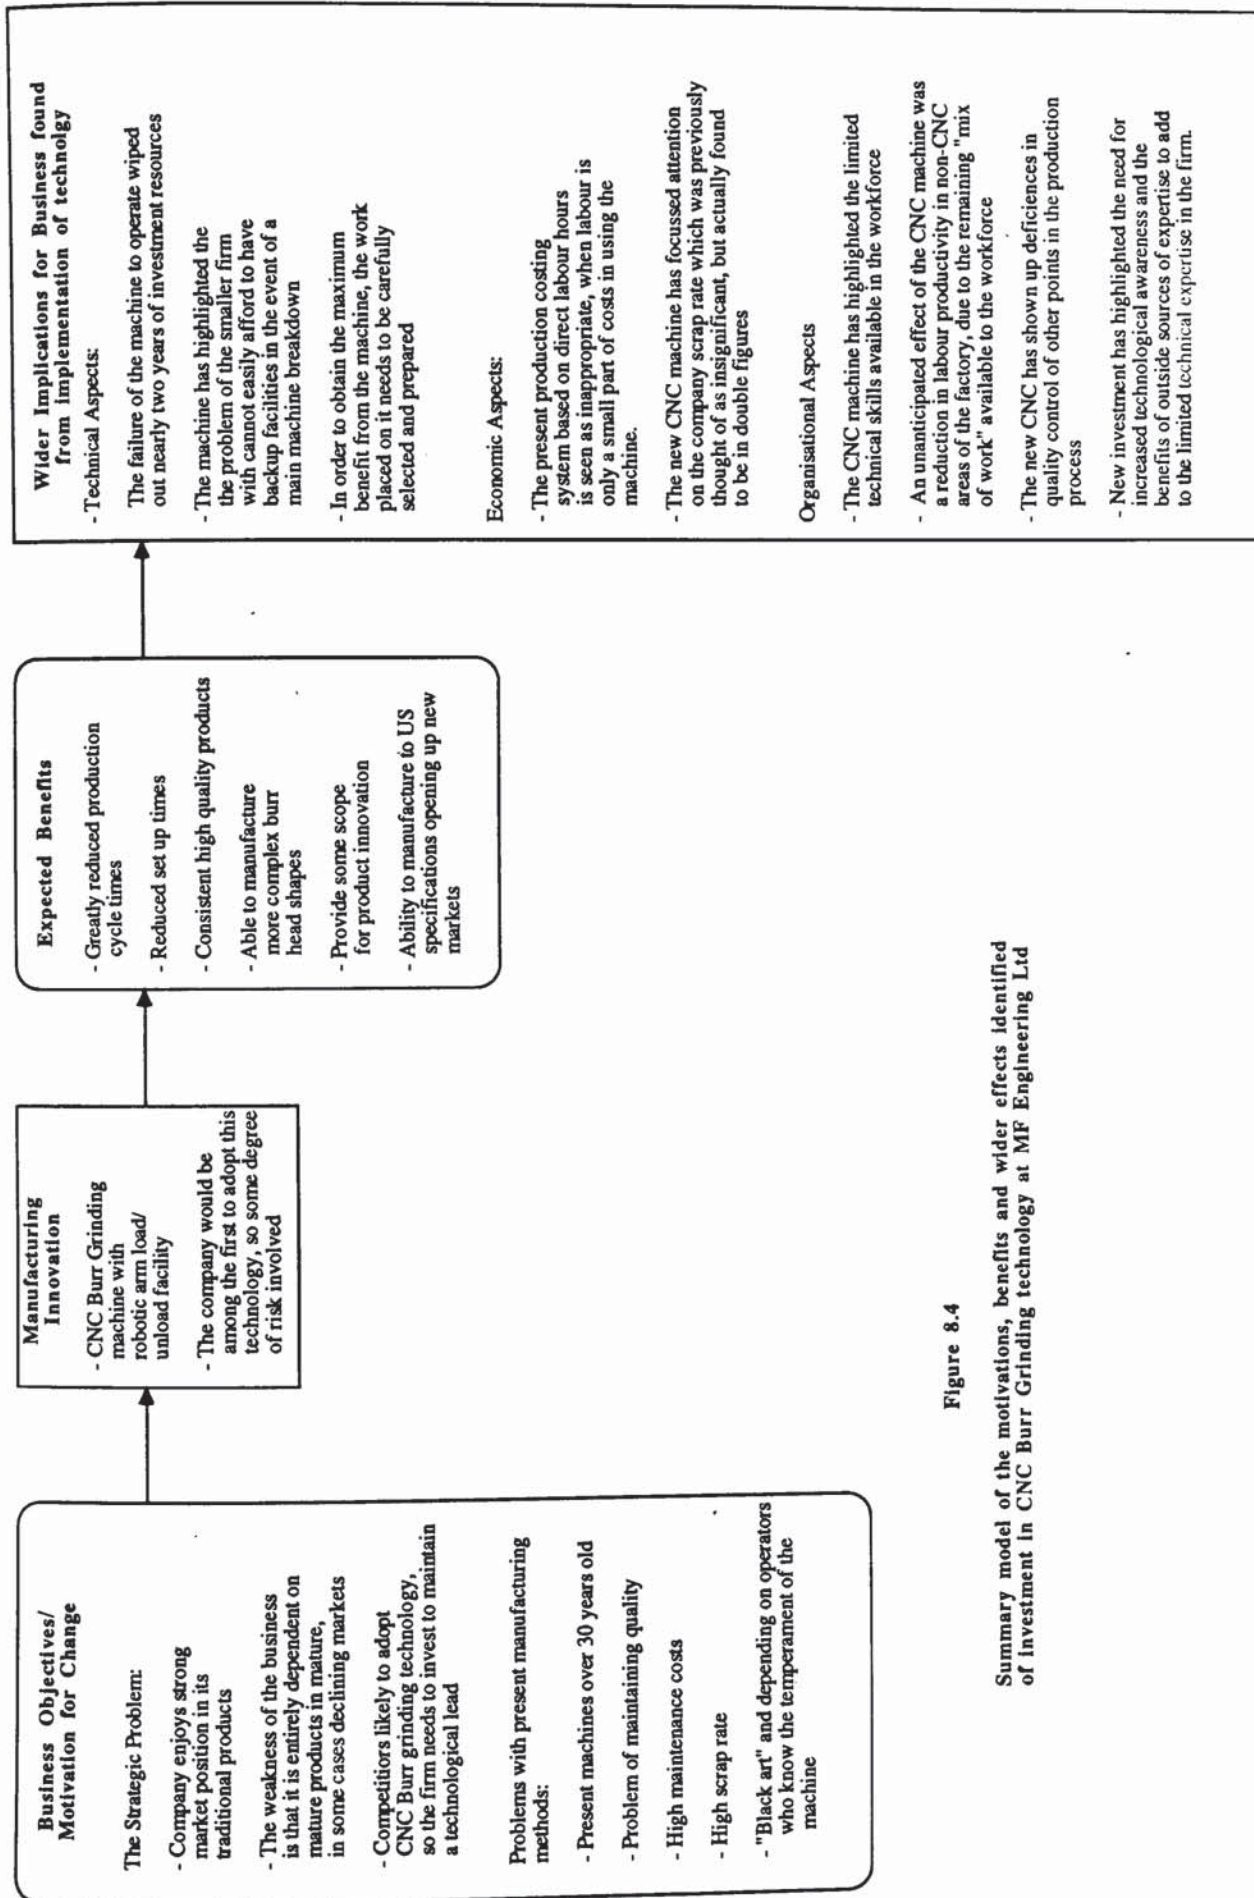 Business Objectives/
Motivation for Change
The Strategic Problem:
- Company enjoys strong
market position in its
traditional products
- The weakness of the business
is that it is entirely dependent on
mature products in mature,
in some cases declining markets
- Competitiors likely to adopt
CNC Burr grinding technology,
so the firm needs to invest to maintain
a technological lead
Problems with present manufacturing
methods:
- Present machines over 30 years old
- Problem of maintaining quality
- High maintenance costs
- High scrap rate
- "Black art" and depending on operators
who know the temperament of the
machine
Manufacturing
Innovation
- CNC Burr Grinding
machine with
robotic arm load/
unload facility
- The company would be
among the first to adopt this
technology, so some degree
of risk involved
Expected Benefits
- Greatly reduced production
cycle times
- Reduced set up times
- Consistent high quality products
- Able to manufacture
more complex burr
head shapes
- Provide some scope
for product innovation
- Ability to manufacture to US
specifications opening up new
markets
Wider Implications for Business found
from implementation of technolgy
- Technical Aspects:
The failure of the machine to operate wiped
out nearly two years of investment resources
- The machine has highlighted the
the problem of the smaller firm
with cannot easily afford to have
backup facilities in the event of a
main machine breakdown
- In order to obtain the maximum
benefit from the machine, the work
placed on it needs to be carefully
selected and prepared
Economic Aspects:
- The present production costing
system based on direct labour hours
is seen as inappropriate, when labour is
only a small part of costs in using the
machine.
- The new CNC machine has focussed attention
on the company scrap rate which was previously
thought of as insignificant, but actually found
to be in double figures
Organisational Aspects
- The CNC machine has highlighted the limited
technical skills available in the workforce
- An unanticipated effect of the CNC machine was
a reduction in labour productivity in non-CNC
areas of the factory, due to the remaining "mix
of work" available to the workforce
- The new CNC has shown up deficiences in
quality control of other points in the production
process
- New investment has highlighted the need for
increased technological awareness and the
benefits of outside sources of expertise to add
to the limited technical expertise in the firm.
Figure 8.4
Summary model of the motivations, benefits and wider effects identified
of investment in CNC Burr Grinding technology at MF Engineering Ltd